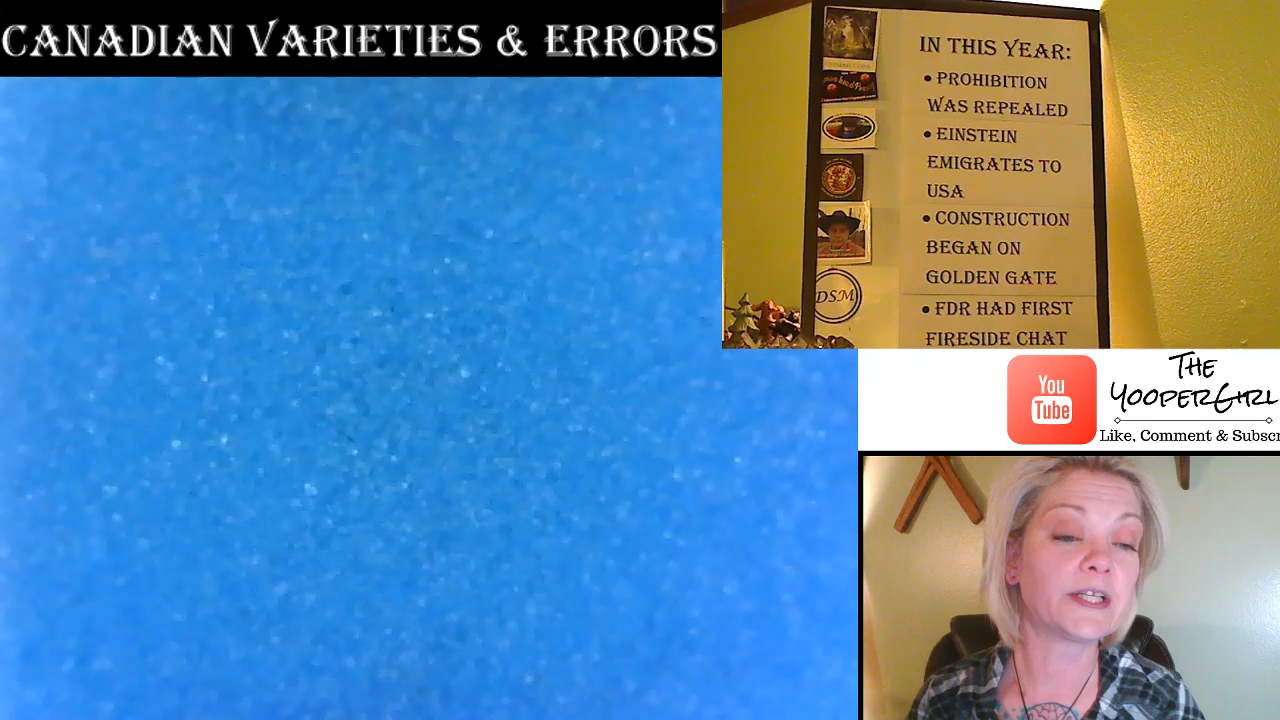 CANADIAN VARIETIES & ERRORS
IN THIS YEAR:
• PROHIBITION
WAS REPEALED
• EINSTEIN
EMIGRATES TO
USA
• CONSTRUCTION
BEGAN ON
GOLDEN GATE
• FDR HAD FIRST
FIRESIDE CHAT
DSM
You
Tube
THE
YOOPERGIRL
Like, Comment & Subscr